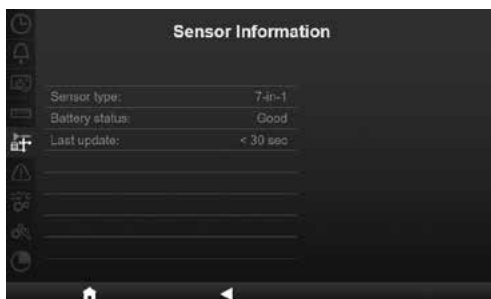 Sensor Information
Sensor type: 7-in-1
Battery status: Good
Last update: < 30 sec